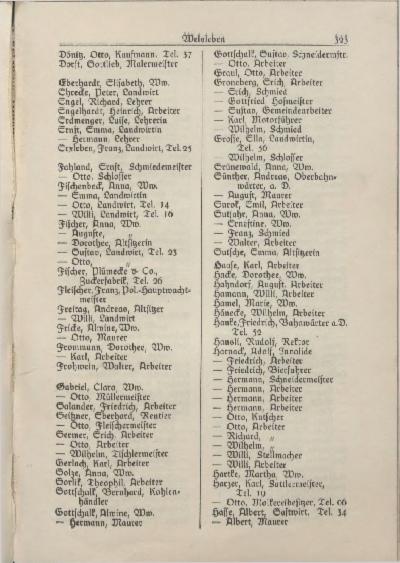 Welsleben 393
Dönitz, Otto, Kaufmann. Tel. 37
Dorst, Gottlieb, Malermeister
Eberhardt, Elisabeth, Ww.
Ehrecke, Peter, Landwirt
Engel, Richard, Lehrer
Engelhardt, Heinrich, Arbeiter
Erdmenger, Luise, Lehrerin
Ernst, Emma, Landwirtin
— Hermann, Lehrer
Erxleben, Franz, Landwirt, Tel. 25
Fahland, Ernst, Schmiedemeister
— Otto, Schlosser
Fischenbeck, Anna, Ww.
— Emma, Landwirtin
— Otto, Landwirt, Tel. 14
— Willi, Landwirt, Tel. 16
Fischer, Anna, Ww.
— Auguste, „
— Dorothee, Altsitzerin
— Gustav, Landwirt, Tel. 23
— Otto, „
Fischer, Plümecke & Co.,
Zuckerfabrik, Tel. 26
Fleischer, Franz, Pol.-Hauptwacht-
meister
Freitag, Andreas, Altsitzer
— Willi, Landwirt
Fricke, Alwine, Ww.
— Otto, Maurer
Frommann, Dorothee, Ww.
— Karl, Arbeiter
Frohwein, Walter, Arbeiter
Gabriel, Clara, Ww.
— Otto, Müllermeister
Galander, Friedrich, Arbeiter
Geißner, Eberhard, Rentier
— Otto, Fleischermeister
Germer, Erich, Arbeiter
— Otto, Arbeiter
— Wilhelm, Tischlermeister
Gerlach, Karl, Arbeiter
Golze, Anna, Ww.
Gorlik, Theophil, Arbeiter
Gottschalk, Bernhard, Kohlen-
händler
Gottschalk, Alwine, Ww.
— Hermann, Maurer
Gottschalk, Gustav, Schneidermstr.
— Otto, Arbeiter
Graul, Otto, Arbeiter
Groneberg, Erich, Arbeiter
— Erich, Schmied
— Gottfried Hofmeister
— Gustav, Gemeindearbeiter
— Karl, Motorführer
— Wilhelm, Schmied
Grosse, Ella, Landwirtin,
Tel. 56
Wilhelm, Schlosser
Grünewald, Anna, Ww.
Günther, Andreas, Oberbahn-
wärter, a. D.
— August, Maurer
Gurok, Emil, Arbeiter
Gutjahr, Anna, Ww.
— Ernestine, Ww.
— Franz, Schmied
— Walter, Arbeiter
Gutsche, Emma, Altsitzerin
Haase, Karl, Arbeiter
Hacke, Dorothee, Ww.
Hahndorf, August, Arbeiter
Hamann, Willi, Arbeiter
Hamel, Marie, Ww.
Hänecke, Wilhelm, Arbeiter
Hanke, Friedrich, Bahnwärter a.D.
Tel. 52
Rudolf, Rektor
Harnack, Adolf, Invalide
— Friedrich, Arbeiter
— Friedrich, Bierfahrer
— Hermann, Schneidermeister
— Hermann, Arbeiter
— Hermann, Arbeiter
— Hermann, Arbeiter
— Otto, Kutscher
— Otto, Arbeiter
— Richard, „
— Wilhelm, „
— Willi, Stellmacher
— Willi, Arbeiter
Hartke, Martha, Ww.
Harzer, Karl, Sattlermeister,
Tel. 19
— Otto, Molkereibesitzer, Tel. 66
Hasse, Albert, Gastwirt, Tel. 34
— Albert, Maurer